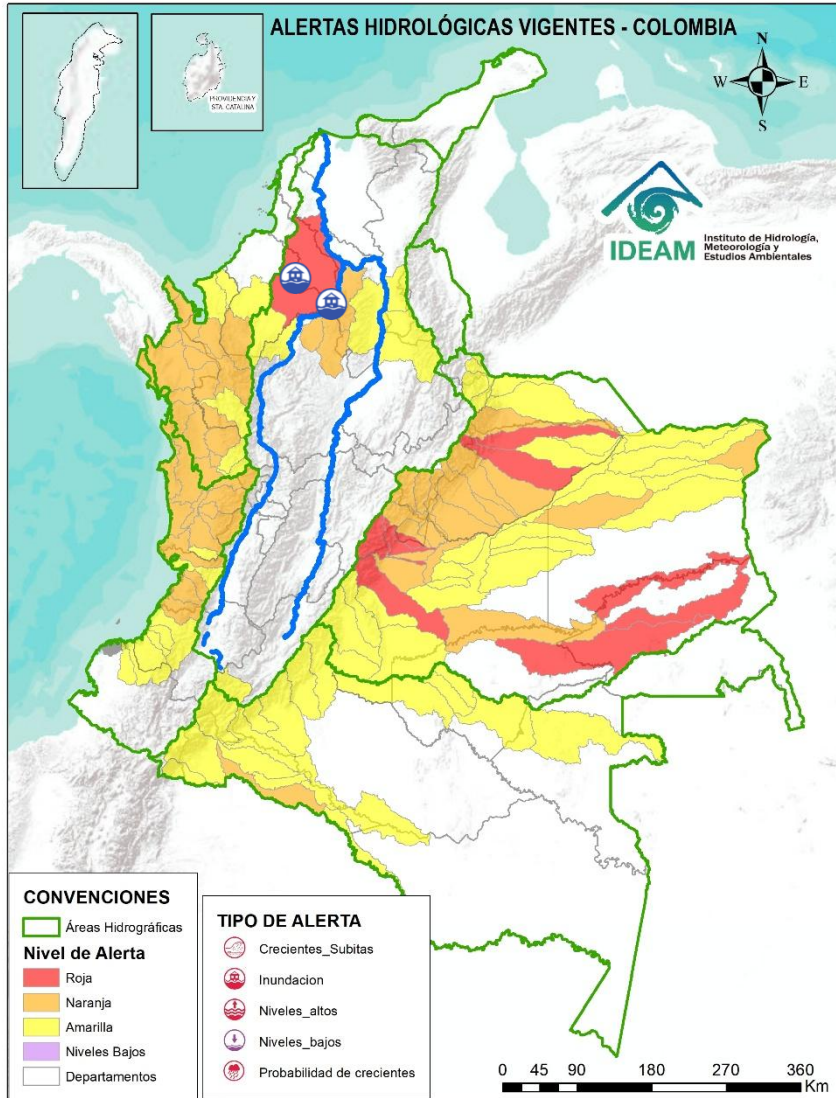 ALERTAS HIDROLÓGICAS VIGENTES - COLOMBIA
PROVIDENCIA Y
STA. CATALINA
N
W
E
S
IDEAM
Instituto de Hidrología,
Meteorología y
Estudios Ambientales
CONVENCIONES
Áreas Hidrográficas
Nivel de Alerta
Roja
Naranja
Amarilla
Niveles Bajos
Departamentos
TIPO DE ALERTA
Crecientes_Subitas
Inundacion
Niveles_altos
Niveles_bajos
Probabilidad de crecientes
0 45 90 180 270 360
Km